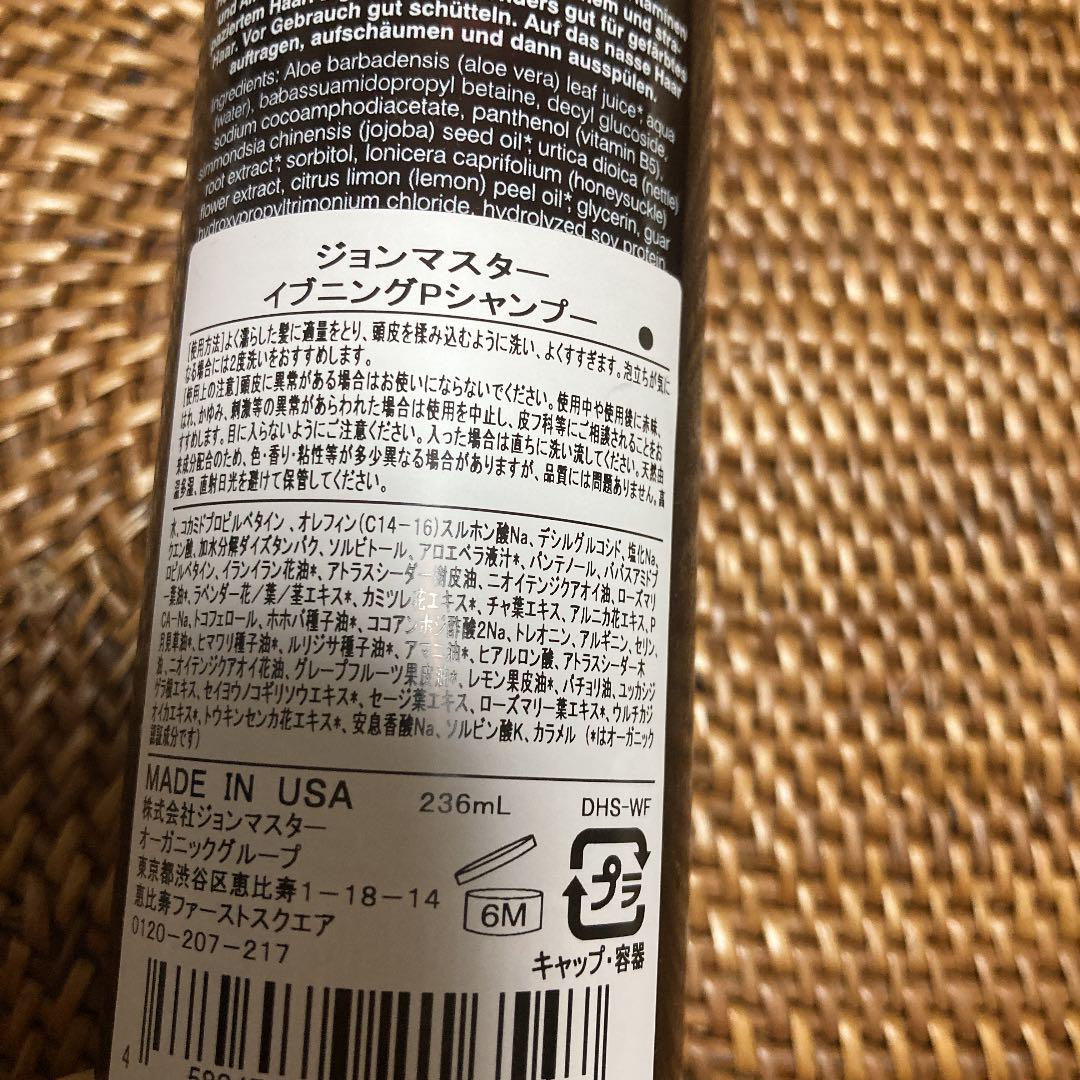 und
paziertem Haar
gut für gefärbtes
Haar. Vor Gebrauch gut schütteln. Auf das nasse Haar
auftragen, aufschäumen und dann ausspülen.
Ingredients: Aloe barbadensis (aloe vera) leaf juice*, aqua
(water), babassuamidopropyl betaine, decyl glucoside,
sodium cocoamphodiacetate, panthenol (vitamin B5),
simmondsia chinensis (jojoba) seed oil*, urtica dioica (nettle)
root extract*, sorbitol, lonicera caprifolium (honeysuckle)
flower extract, citrus limon (lemon) peel oil*, glycerin, guar
hydroxypropyltrimonium chloride, hydrolyzed soy protein,
ジョンマスター
イブニングPシャンプー
[使用方法]よく濡らした髪に適量をとり、頭皮を揉み込むように洗い、よくすすぎます。泡立ちが気に
なる場合には2度洗いをおすすめします。
[使用上の注意]頭皮に異常がある場合はお使いにならないでください。使用中や使用後に赤味、
はれ、かゆみ、刺激等の異常があらわれた場合は使用を中止し、皮フ科等にご相談されることをお
すすめします。目に入らないようにご注意ください。入った場合は直ちに洗い流してください。天然由
来成分配合のため、色・香り・粘性等が多少異なる場合がありますが、品質には問題ありません。高
温多湿、直射日光を避けて保管してください。
水、コカミドプロピルベタイン、オレフィン(C14-16)スルホン酸Na、デシルグルコシド、塩化Na、
クエン酸、加水分解ダイズタンパク、ソルビトール、アロエベラ液汁*、パンテノール、ババスアミドプ
ロピルベタイン、イランイラン花油*、アトラスシーダー樹皮油、ニオイテンジクアオイ油、ローズマリ
ー葉油*、ラベンダー花/葉/茎エキス*、カミツレ花エキス*、チャ葉エキス、アルニカ花エキス、P
CA-Na、トコフェロール、ホホバ種子油*、ココアンホ酢酸2Na、トレオニン、アルギニン、セリン、
月見草油*、ヒマワリ種子油*、ルリジサ種子油*、アマニ油*、ヒアルロン酸、アトラスシーダー木
油、ニオイテンジクアオイ花油、グレープフルーツ果皮油*、レモン果皮油*、パチョリ油、ユッカシジ
ゲラ根エキス、セイヨウノコギリソウエキス*、セージ葉エキス、ローズマリー葉エキス*、ウルチカジ
オイカエキス*、トウキンセンカ花エキス*、安息香酸Na、ソルビン酸K、カラメル (*はオーガニック
認証成分です)
MADE IN USA 236mL DHS-WF
株式会社ジョンマスター
オーガニックグループ
東京都渋谷区恵比寿1-18-14
恵比寿ファーストスクエア
0120-207-217
6M
プラ
キャップ・容器
4